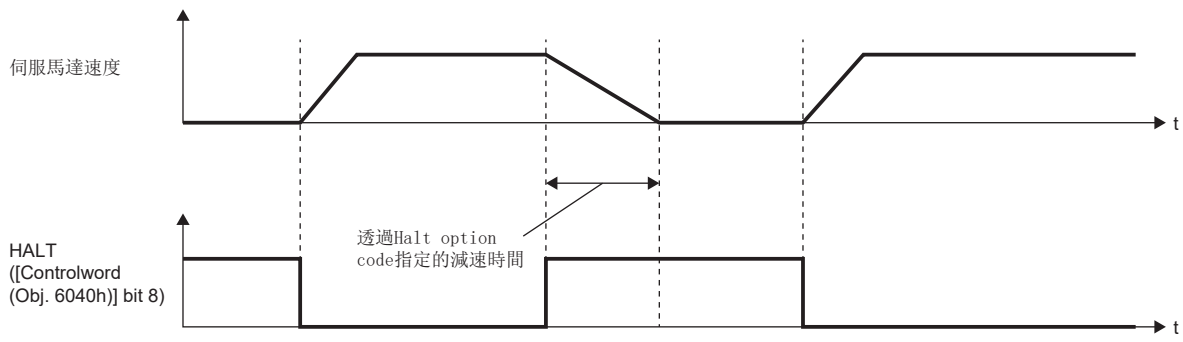 伺服馬達速度
t
透過Halt option
code指定的減速時間
HALT
([Controlword
(Obj. 6040h)] bit 8)
t